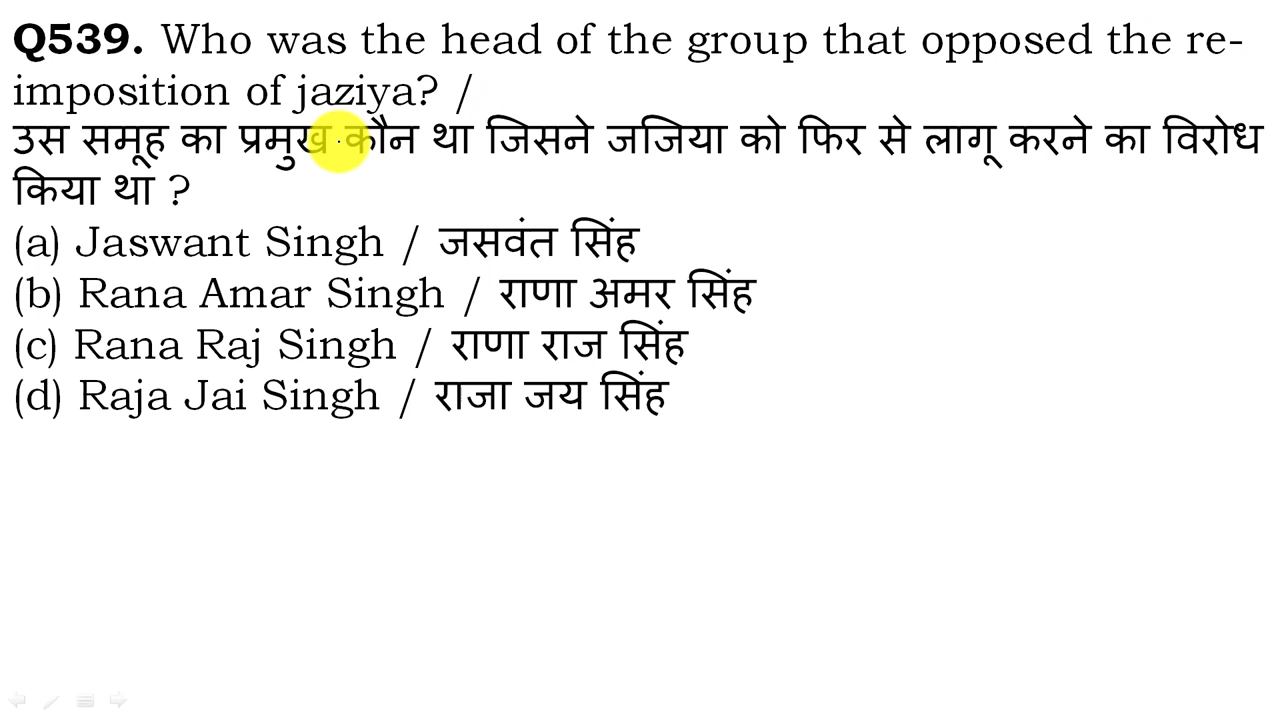 Q539. Who was the head of the group that opposed the re-
imposition of jaziya? /
उस समूह का प्रमुख कौन था जिसने जजिया को फिर से लागू करने का विरोध
किया था ?
(a) Jaswant Singh / जसवंत सिंह
(b) Rana Amar Singh / राणा अमर सिंह
(c) Rana Raj Singh / राणा राज सिंह
(d) Raja Jai Singh / राजा जय सिंह